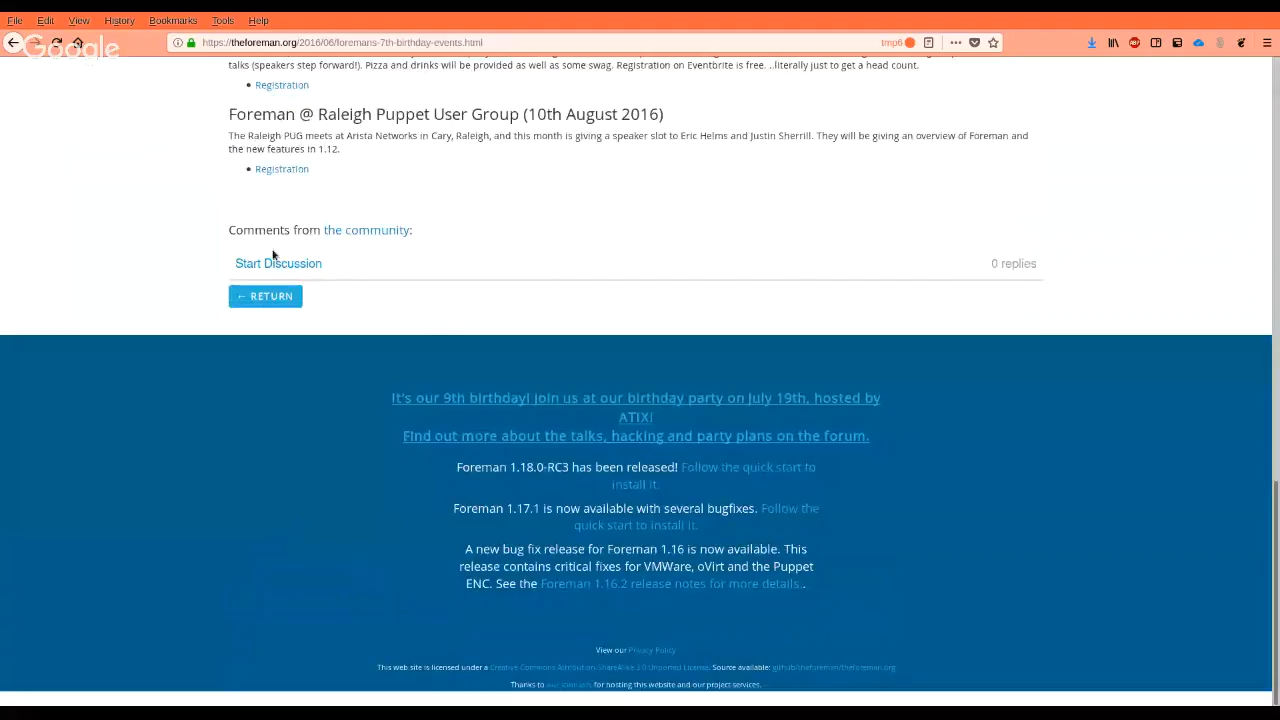 File Edit View History Bookmarks Tools Help
Google
https://theforeman.org/2016/06/foremans-7th-birthday-events.html
tmp6
talks (speakers step forward!). Pizza and drinks will be provided as well as some swag. Registration on Eventbrite is free. ..literally just to get a head count.
Registration
Foreman @ Raleigh Puppet User Group (10th August 2016)
The Raleigh PUG meets at Arista Networks in Cary, Raleigh, and this month is giving a speaker slot to Eric Helms and Justin Sherrill. They will be giving an overview of Foreman and
the new features in 1.12.
Registration
Comments from the community:
Start Discussion 0 replies
← RETURN
It's our 9th birthday! Join us at our birthday party on July 19th, hosted by
ATIX!
Find out more about the talks, hacking and party plans on the forum.
Foreman 1.18.0-RC3 has been released! Follow the quick start to
install it.
Foreman 1.17.1 is now available with several bugfixes. Follow the
quick start to install it.
A new bug fix release for Foreman 1.16 is now available. This
release contains critical fixes for VMWare, oVirt and the Puppet
ENC. See the Foreman 1.16.2 release notes for more details..
View our Privacy Policy
This web site is licensed under a Creative Commons Attribution-ShareAlike 3.0 Unported License. Source available: github/theforeman/theforeman.org
Thanks to for hosting this website and our project services.